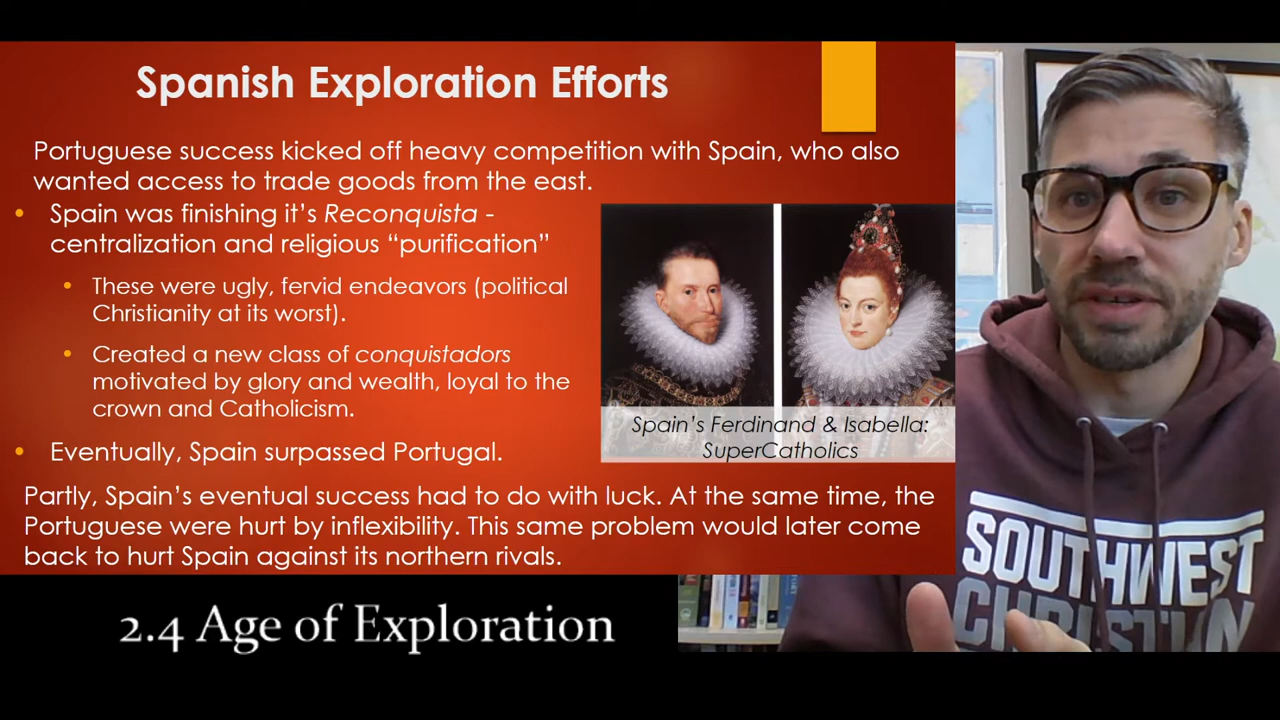 Spanish Exploration Efforts
Portuguese success kicked off heavy competition with Spain, who also
wanted access to trade goods from the east.
• Spain was finishing it’s Reconquista -
centralization and religious “purification”
• These were ugly, fervid endeavors (political
Christianity at its worst).
• Created a new class of conquistadors
motivated by glory and wealth, loyal to the
crown and Catholicism.
Spain’s Ferdinand & Isabella:
SuperCatholics
• Eventually, Spain surpassed Portugal.
Partly, Spain’s eventual success had to do with luck. At the same time, the
Portuguese were hurt by inflexibility. This same problem would later come
back to hurt Spain against its northern rivals.
2.4 Age of Exploration
SOUTHWEST
CHRISTIAN